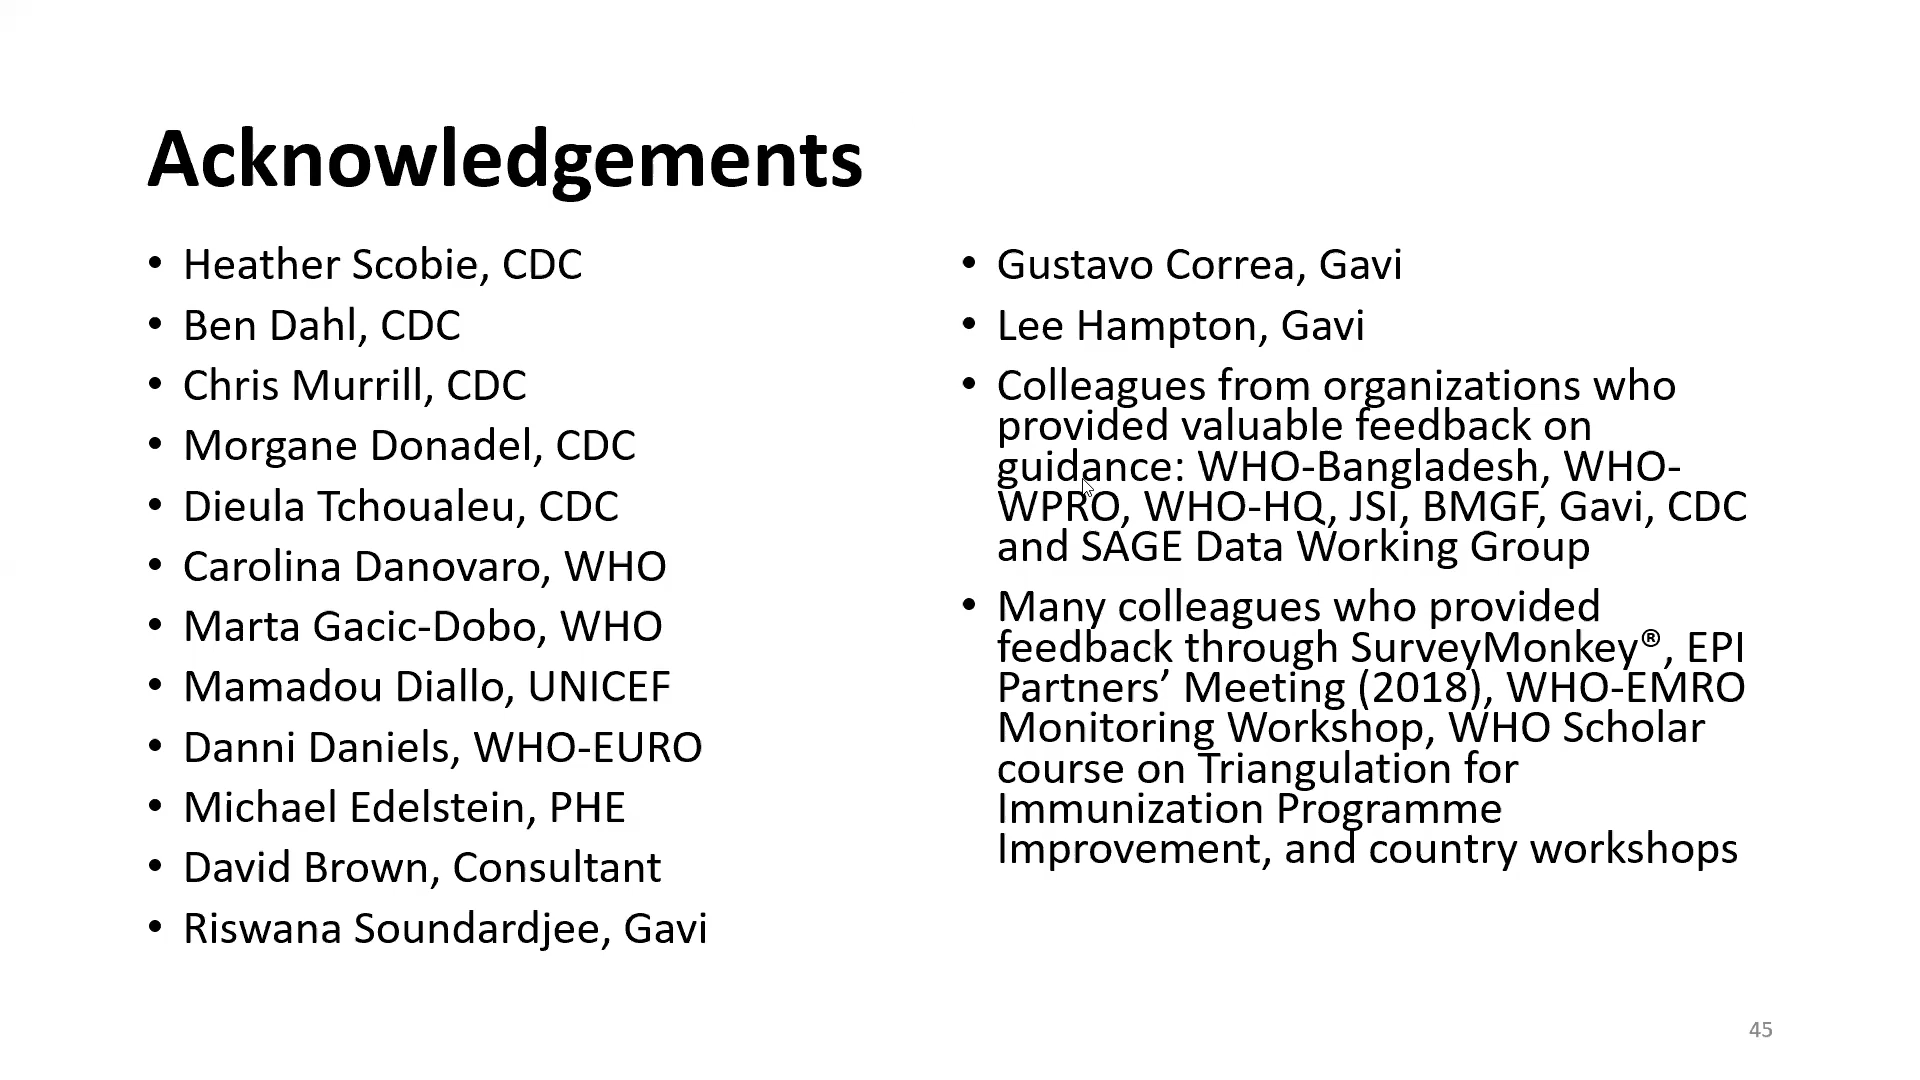 Acknowledgements
• Heather Scobie, CDC
• Ben Dahl, CDC
• Chris Murrill, CDC
• Morgane Donadel, CDC
• Dieula Tchoualeu, CDC
• Carolina Danovaro, WHO
• Marta Gacic-Dobo, WHO
• Mamadou Diallo, UNICEF
• Danni Daniels, WHO-EURO
• Michael Edelstein, PHE
• David Brown, Consultant
• Riswana Soundardjee, Gavi
• Gustavo Correa, Gavi
• Lee Hampton, Gavi
• Colleagues from organizations who
provided valuable feedback on
guidance: WHO-Bangladesh, WHO-
WPRO, WHO-HQ, JSI, BMGF, Gavi, CDC
and SAGE Data Working Group
• Many colleagues who provided
feedback through SurveyMonkey®, EPI
Partners’ Meeting (2018), WHO-EMRO
Monitoring Workshop, WHO Scholar
course on Triangulation for
Immunization Programme
Improvement, and country workshops
45